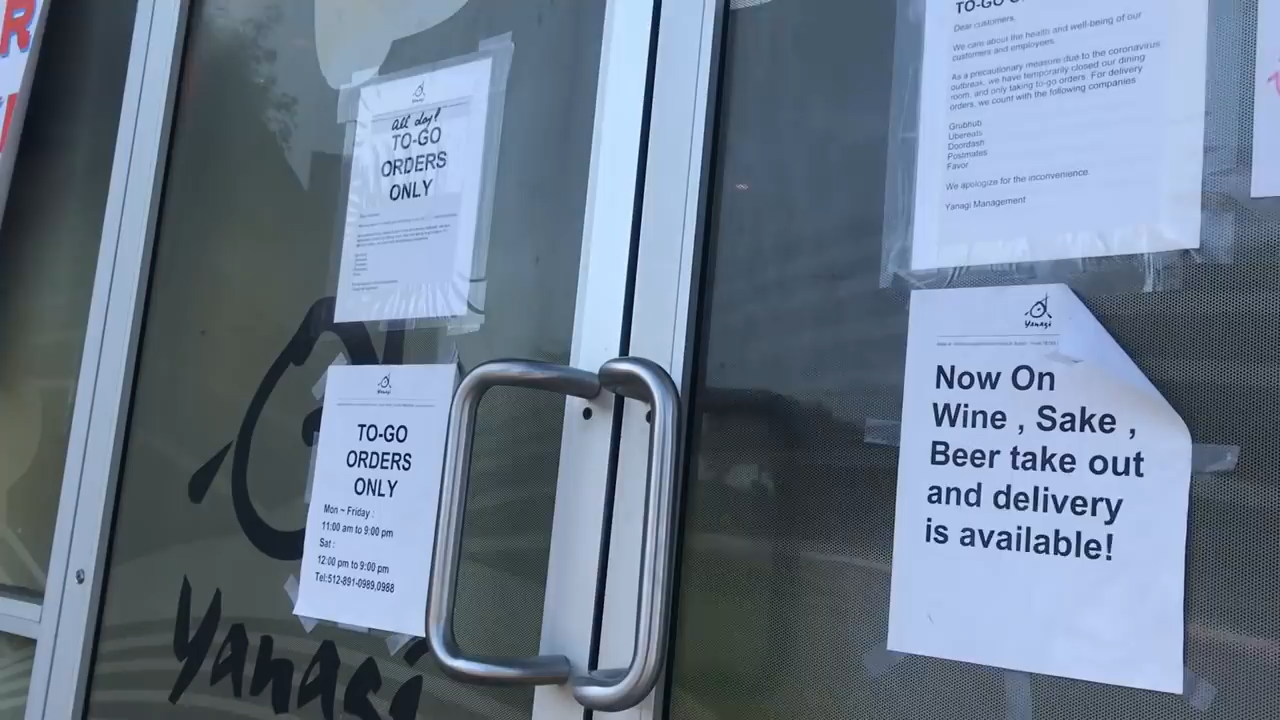 R
All day!
TO-GO
ORDERS
ONLY
Yanagi
TO-GO
ORDERS
ONLY
Mon ~ Friday :
11:00 am to 9:00 pm
Sat :
12:00 pm to 9:00 pm
Tel:512-891-0989,0988
Yanagi
TO-GO
Dear customers,
We care about the health and well-being of our
customers and employees.
As a precautionary measure due to the coronavirus
outbreak, we have temporarily closed our dining
room, and only taking to-go orders. For delivery
orders, we count with the following companies
Grubhub
Ubereats
Doordash
Postmates
Favor
We apologize for the inconvenience.
Yanagi Management
Yanagi
Now On
Wine , Sake ,
Beer take out
and delivery
is available!